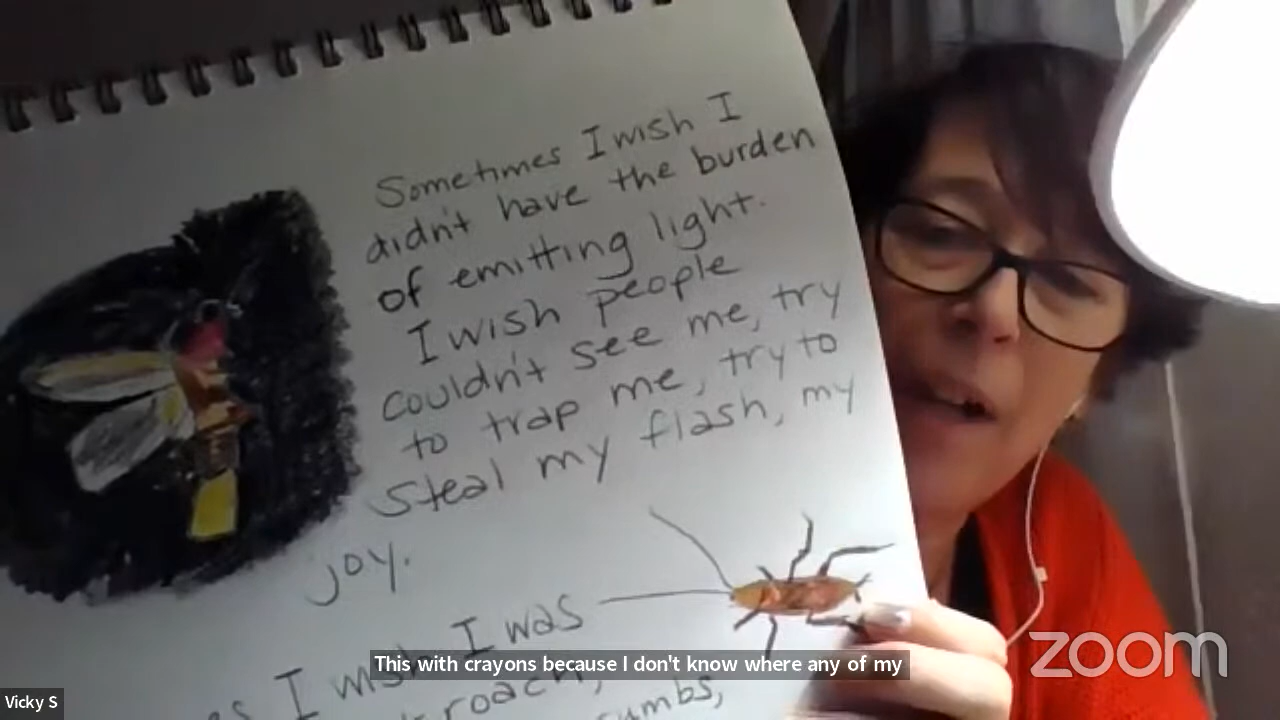 Sometimes I wish I
didn't have the burden
of emitting light.
I wish people
couldn't see me, try
to trap me, try to
steal my flash, my
joy.
I wish I was
roach,
This with crayons because I don't know where any of my
Vicky S
zoom